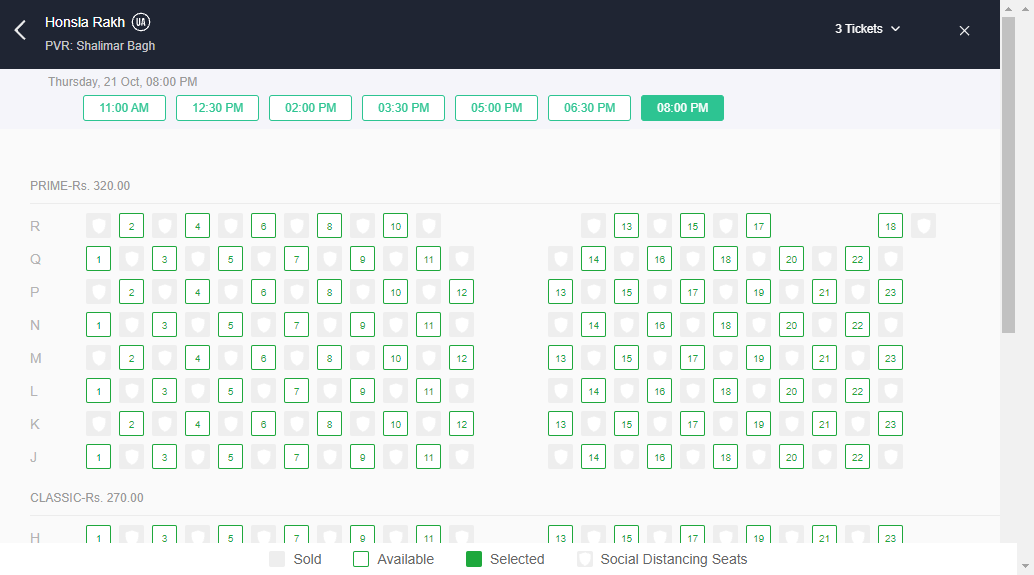 Honsla Rakh UA
3 Tickets
PVR: Shalimar Bagh
Thursday, 21 Oct, 08:00 PM
11:00 AM 12:30 PM 02:00 PM 03:30 PM 05:00 PM 06:30 PM 08:00 PM
PRIME-Rs. 320.00
R 2 4 6 8 10 13 15 17 18
Q 1 3 5 7 9 11 14 16 18 20 22
P 2 4 6 8 10 12 13 15 17 19 21 23
N 1 3 5 7 9 11 14 16 18 20 22
M 2 4 6 8 10 12 13 15 17 19 21 23
L 1 3 5 7 9 11 14 16 18 20 22
K 2 4 6 8 10 12 13 15 17 19 21 23
J 1 3 5 7 9 11 14 16 18 20 22
CLASSIC-Rs. 270.00
H 1 3 5 7 9 11 13 15 17 19 21 23
Sold Available Selected Social Distancing Seats